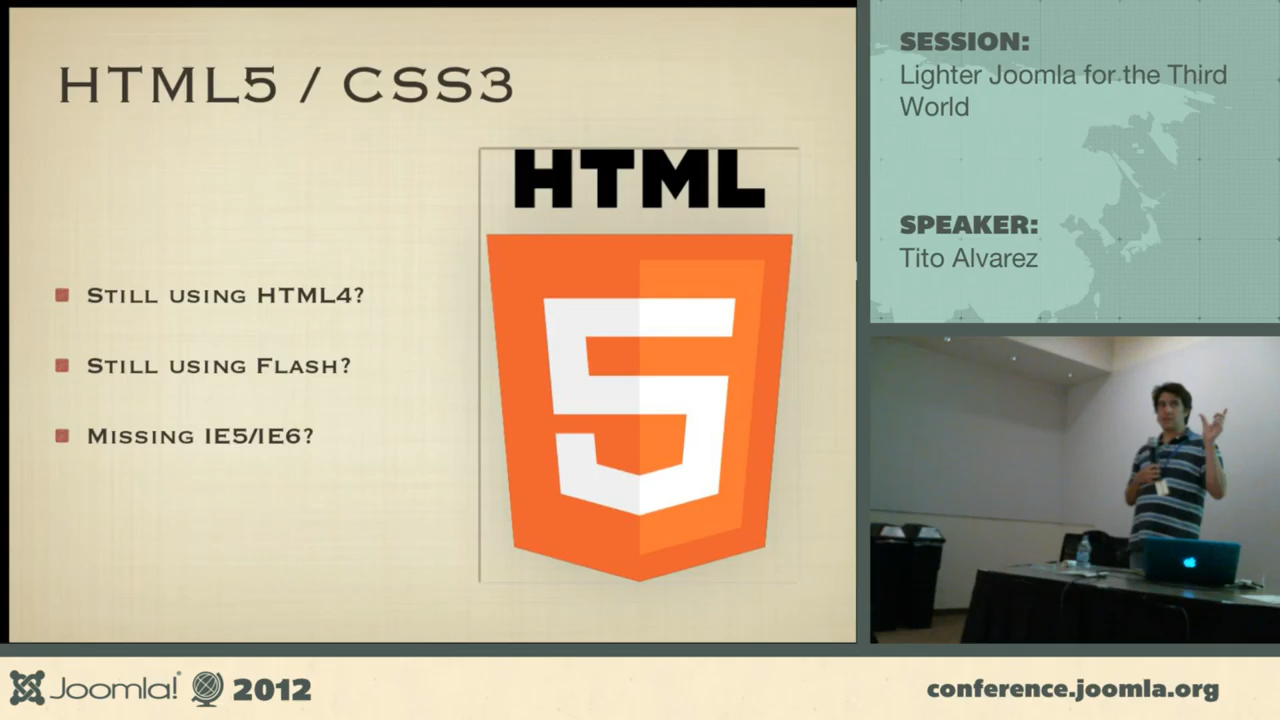 HTML5 / CSS3
Still using HTML4?
Still using Flash?
Missing IE5/IE6?
HTML
5
SESSION:
Lighter Joomla for the Third
World
SPEAKER:
Tito Alvarez
Joomla! 2012
conference.joomla.org